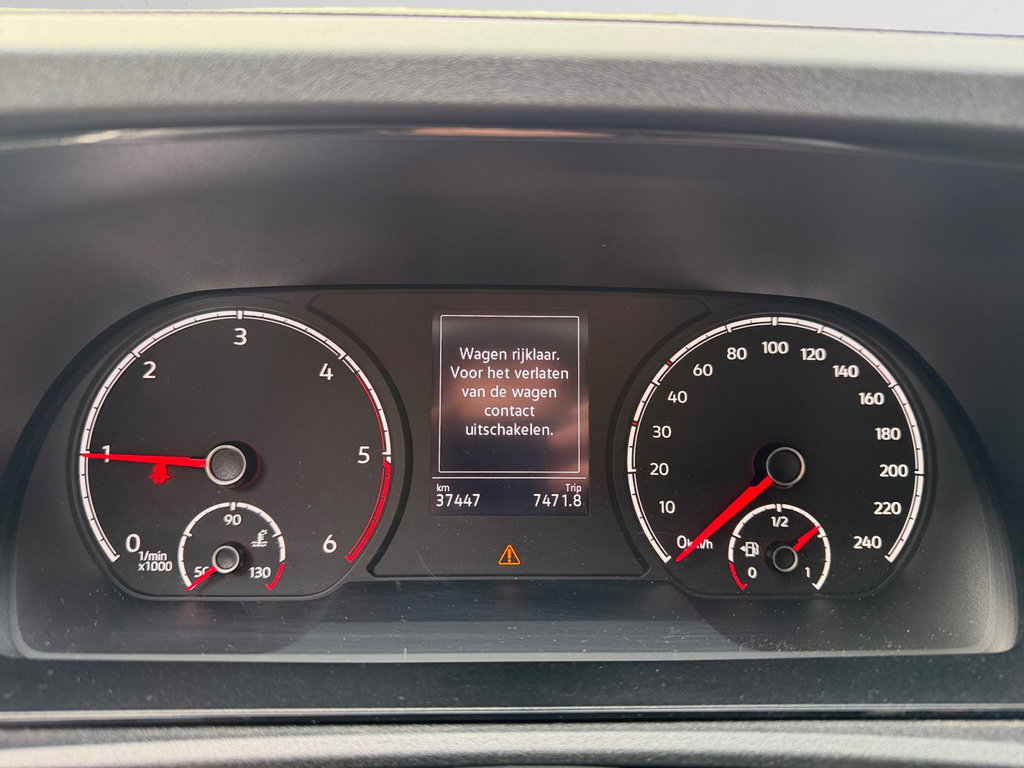 Wagen rijklaar.
Voor het verlaten
van de wagen
contact
uitschakelen.
km
Trip
37447
7471.8
0
1
2
3
4
5
6
1/min
x1000
50
90
130
0km/h
10
20
30
40
60
80
100
120
140
160
180
200
220
240
0
1/2
1